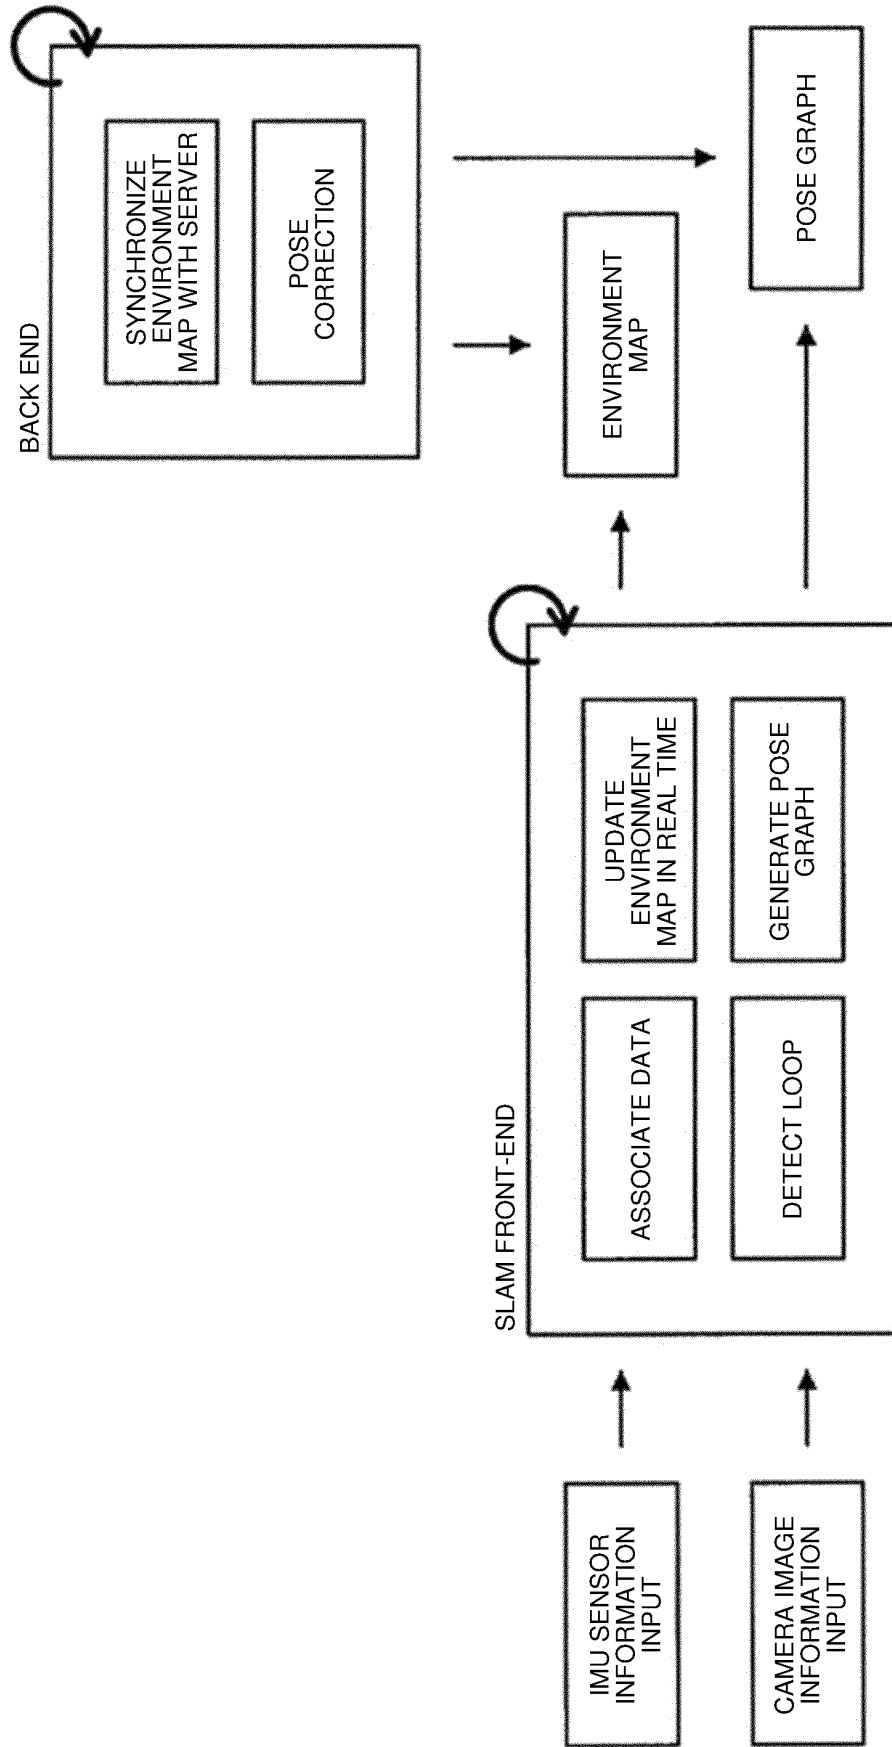 BACK END
SYNCHRONIZE
ENVIRONMENT
MAP WITH SERVER
POSE
CORRECTION
SLAM FRONT-END
IMU SENSOR
INFORMATION
INPUT
ASSOCIATE DATA
UPDATE
ENVIRONMENT
MAP IN REAL TIME
ENVIRONMENT
MAP
CAMERA IMAGE
INFORMATION
INPUT
DETECT LOOP
GENERATE POSE
GRAPH
POSE GRAPH